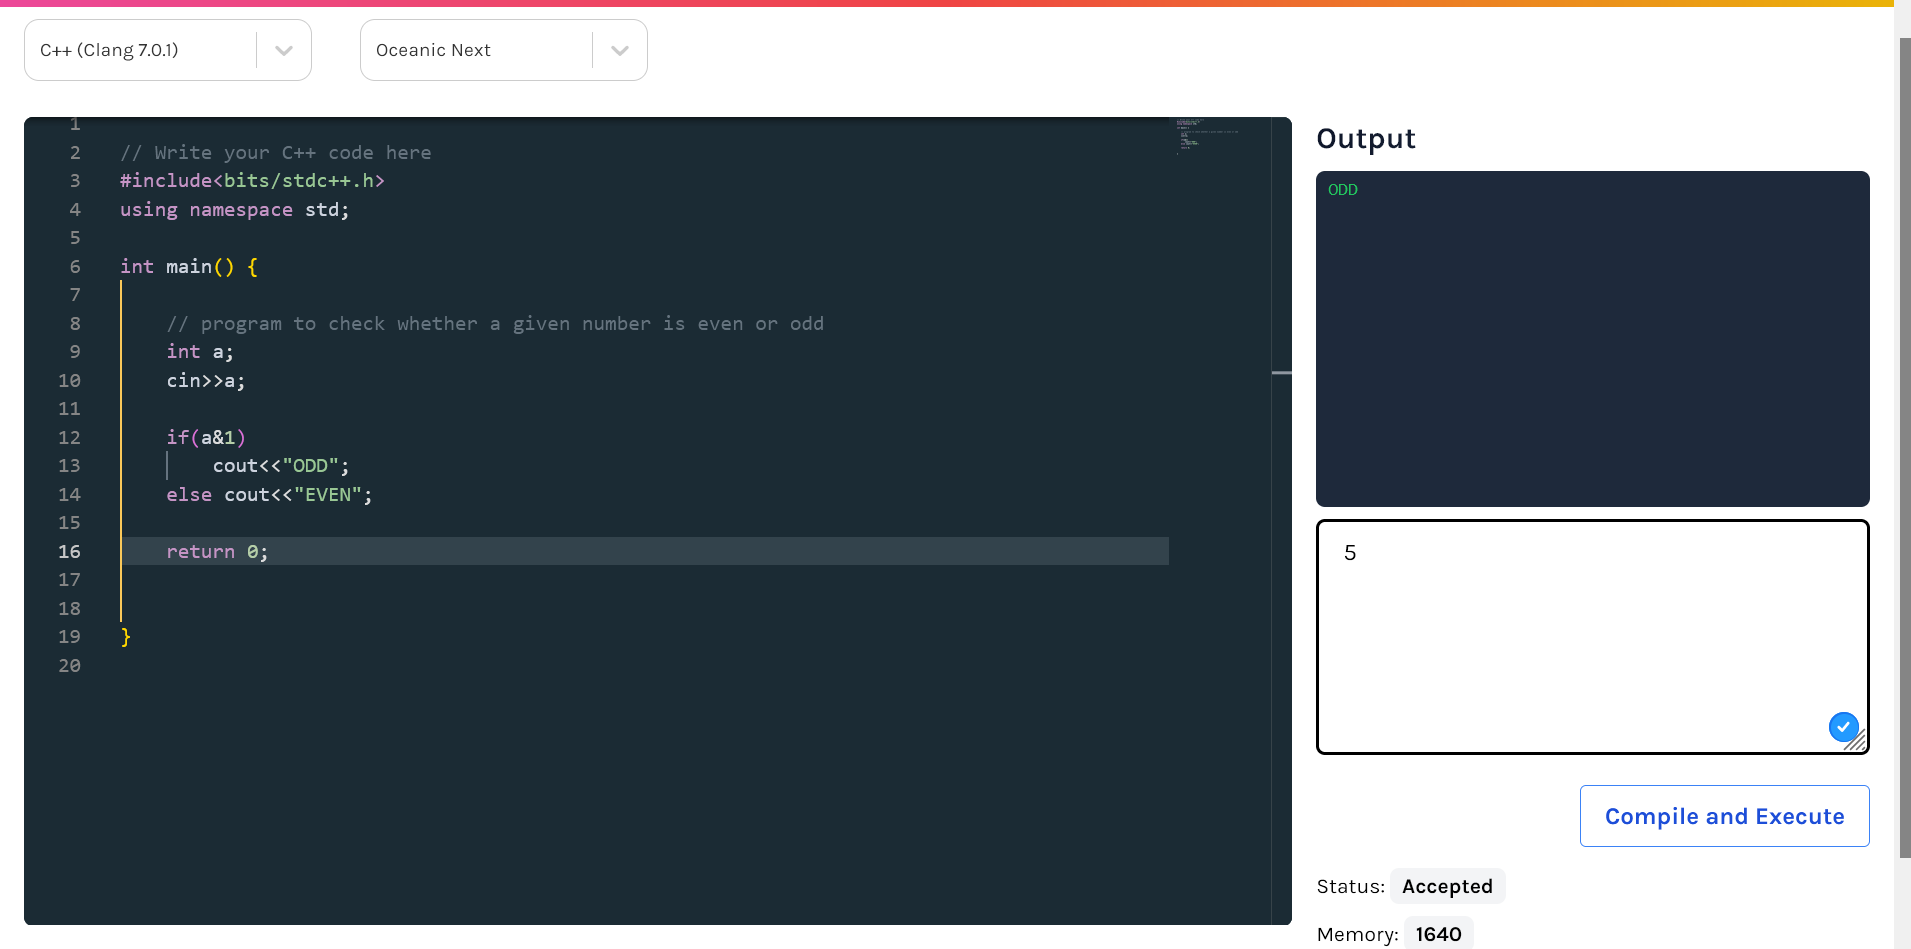 C++ (Clang 7.0.1)
Oceanic Next
1
2 // Write your C++ code here
3 #include<bits/stdc++.h>
4 using namespace std;
5
6 int main() {
7
8 // program to check whether a given number is even or odd
9 int a;
10 cin>>a;
11
12 if(a&1)
13 cout<<"ODD";
14 else cout<<"EVEN";
15
16 return 0;
17
18
19 }
20
Output
ODD
5
Compile and Execute
Status: Accepted
Memory: 1640